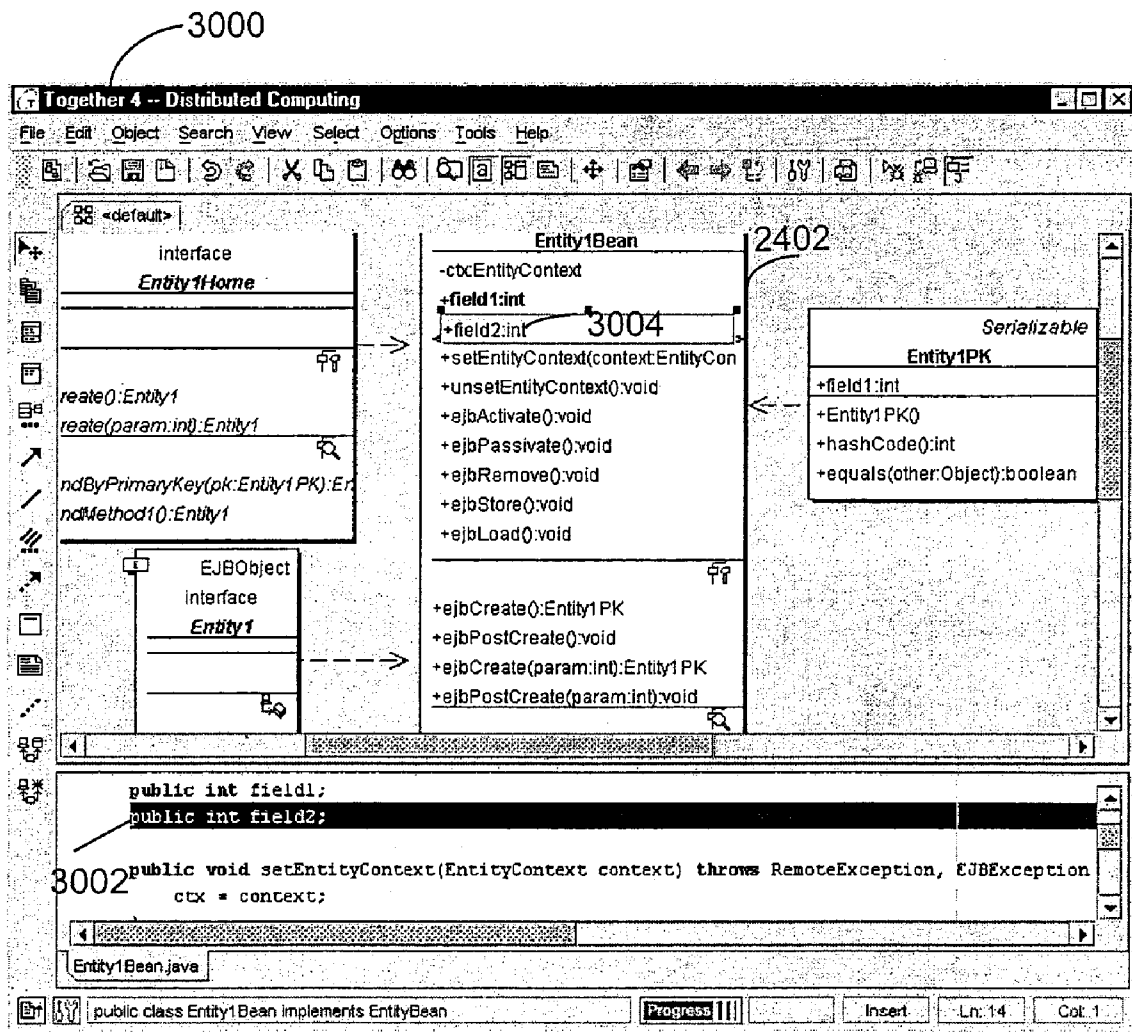 3000
Together 4 -- Distributed Computing
File Edit Object Search View Select Options Tools Help
<default>
interface
Entity1Home
reate():Entity1
reate(param:int):Entity1
ndByPrimaryKey(pk:Entity1PK):En
ndMethod1():Entity1
EJBObject
interface
Entity1
Entity1Bean
2402
-ctx:EntityContext
+field1:int
+field2:int
3004
+setEntityContext(context:EntityCon
+unsetEntityContext():void
+ejbActivate():void
+ejbPassivate():void
+ejbRemove():void
+ejbStore():void
+ejbLoad():void
+ejbCreate():Entity1PK
+ejbPostCreate():void
+ejbCreate(param:int):Entity1PK
+ejbPostCreate(param:int):void
Serializable
Entity1PK
+field1:int
+Entity1PK()
+hashCode():int
+equals(other:Object):boolean
public int field1;
public int field2;
3002
public void setEntityContext(EntityContext context) throws RemoteException, EJBException
ctx = context;
Entity1Bean.java
public class Entity1Bean implements EntityBean
Progress
Insert
Ln: 14
Col: 1